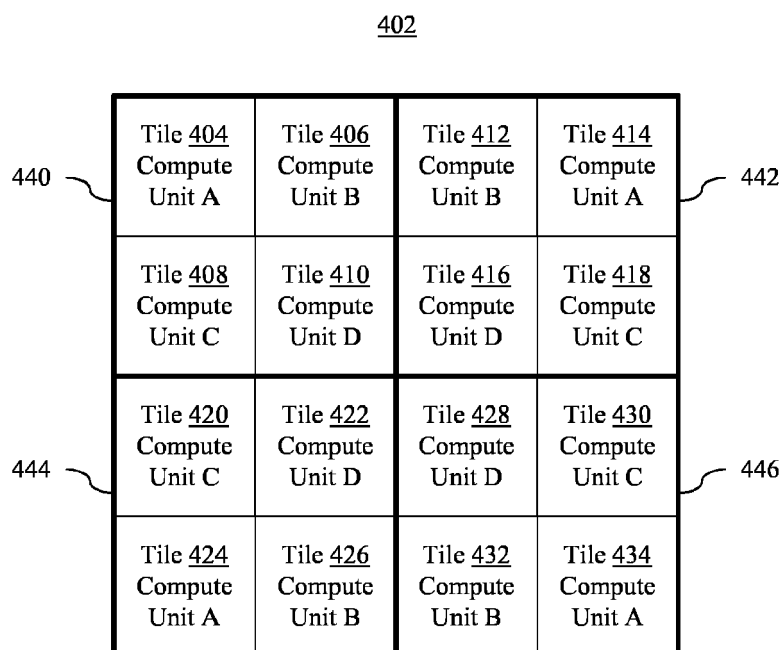 402
Tile 404 Compute Unit A
Tile 406 Compute Unit B
Tile 412 Compute Unit B
Tile 414 Compute Unit A
440
442
Tile 408 Compute Unit C
Tile 410 Compute Unit D
Tile 416 Compute Unit D
Tile 418 Compute Unit C
Tile 420 Compute Unit C
Tile 422 Compute Unit D
Tile 428 Compute Unit D
Tile 430 Compute Unit C
444
446
Tile 424 Compute Unit A
Tile 426 Compute Unit B
Tile 432 Compute Unit B
Tile 434 Compute Unit A